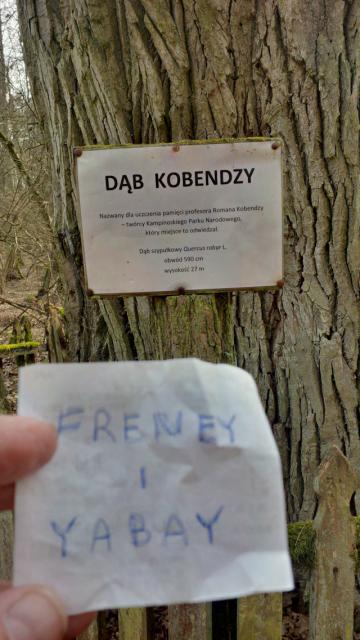 DĄB KOBENDZY
Nazwany dla uczczenia pamięci profesora Romana Kobendzy
– twórcy Kampinoskiego Parku Narodowego,
który miejsce to odwiedzał.
Dąb szypułkowy Quercus robur L.
obwód 590 cm
wysokość 27 m
FRENEY
I
YABAY